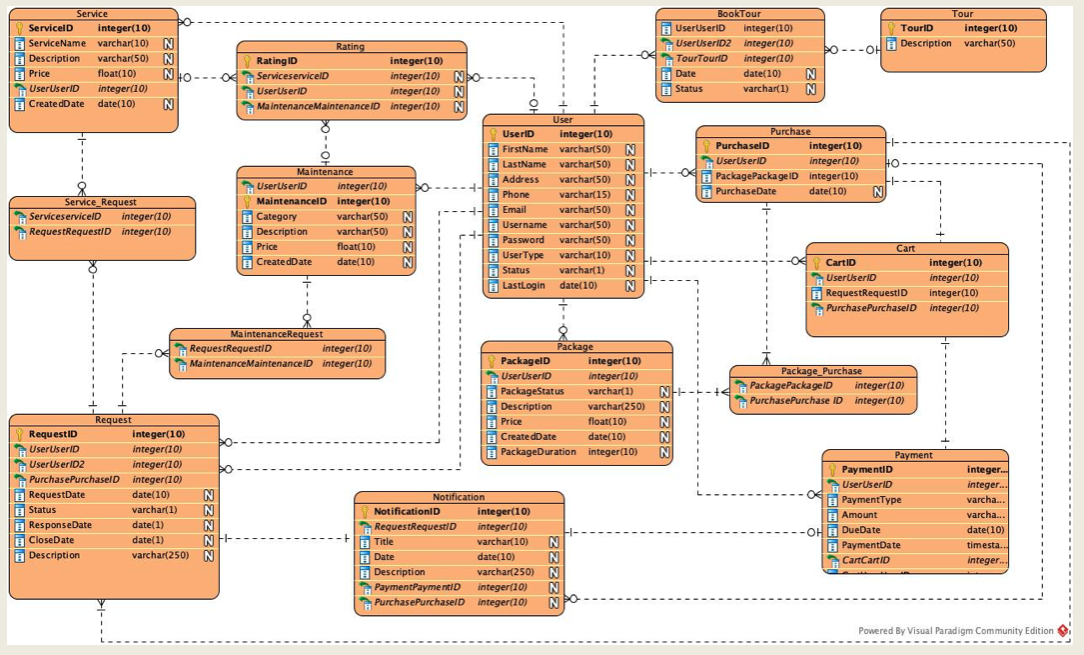 Service
ServiceID integer(10)
ServiceName varchar(10) N
Description varchar(50) N
Price float(10) N
UserUserID integer(10)
CreatedDate date(10) N
Rating
RatingID integer(10)
ServiceserviceID integer(10) N
UserUserID integer(10) N
MaintenanceMaintenanceID integer(10) N
BookTour
UserUserID integer(10)
UserUserID2 integer(10)
TourTourID integer(10)
Date date(10) N
Status varchar(1) N
Tour
TourID integer(10)
Description varchar(50)
User
UserID integer(10)
FirstName varchar(50) N
LastName varchar(50) N
Address varchar(50) N
Phone varchar(15) N
Email varchar(50) N
Username varchar(50) N
Password varchar(50) N
UserType varchar(10) N
Status varchar(1) N
LastLogin date(10) N
Purchase
PurchaseID integer(10)
UserUserID integer(10)
PackagePackageID integer(10)
PurchaseDate date(10) N
Service_Request
ServiceserviceID integer(10)
RequestRequestID integer(10)
Maintenance
UserUserID integer(10)
MaintenanceID integer(10)
Category varchar(50) N
Description varchar(50) N
Price float(10) N
CreatedDate date(10) N
Cart
CartID integer(10)
UserUserID integer(10)
RequestRequestID integer(10)
PurchasePurchaseID integer(10)
MaintenanceRequest
RequestRequestID integer(10)
MaintenanceMaintenanceID integer(10)
Package
PackageID integer(10)
UserUserID integer(10)
PackageStatus varchar(1) N
Description varchar(250) N
Price float(10) N
CreatedDate date(10) N
PackageDuration integer(10) N
Package_Purchase
PackagePackageID integer(10)
PurchasePurchase ID integer(10)
Request
RequestID integer(10)
UserUserID integer(10)
UserUserID2 integer(10)
PurchasePurchaseID integer(10)
RequestDate date(10) N
Status varchar(1) N
ResponseDate date(1) N
CloseDate date(1) N
Description varchar(250) N
Notification
NotificationID integer(10)
RequestRequestID integer(10)
Title varchar(10) N
Date date(10) N
Description varchar(250) N
PaymentPaymentID integer(10) N
PurchasePurchaseID integer(10) N
Payment
PaymentID integer...
UserUserID integer...
PaymentType varcha...
Amount varcha...
DueDate date(10)
PaymentDate timesta...
CartCartID integer...
Powered By Visual Paradigm Community Edition